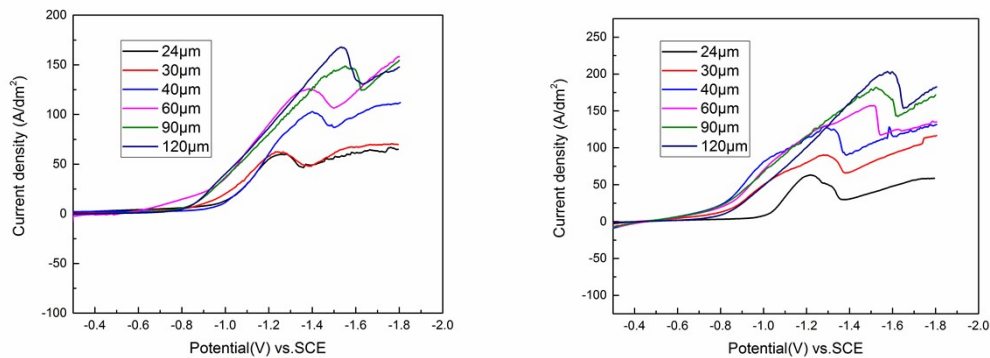 200
150
100
50
0
-50
-100
Current density (A/dm²)
24μm
30μm
40μm
60μm
90μm
120μm
-0.4 -0.6 -0.8 -1.0 -1.2 -1.4 -1.6 -1.8 -2.0
Potential(V) vs.SCE
250
200
150
100
50
0
-50
-100
Current density (A/dm²)
24μm
30μm
40μm
60μm
90μm
120μm
-0.4 -0.6 -0.8 -1.0 -1.2 -1.4 -1.6 -1.8 -2.0
Potential(V) vs.SCE